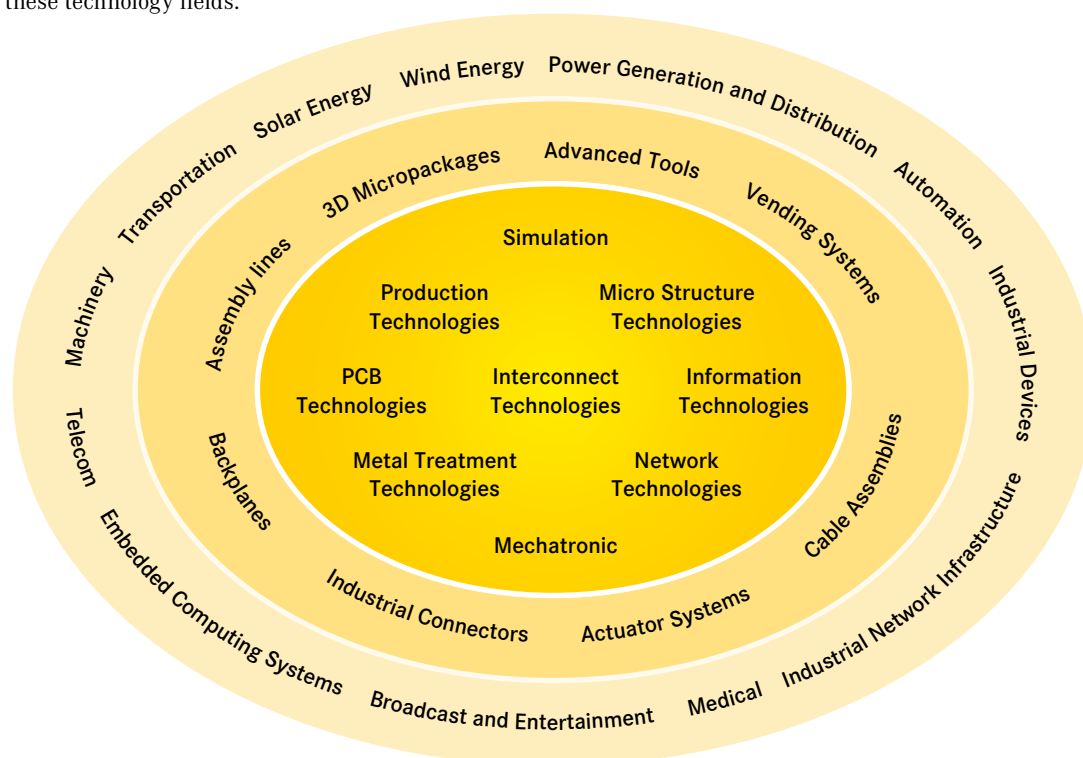 these technology fields.
Wind Energy
Power Generation and Distribution
Solar Energy
Transportation
Automation
Machinery
Industrial Devices
Telecom
Embedded Computing Systems
Broadcast and Entertainment
Medical
Industrial Network Infrastructure
3D Micropackages
Advanced Tools
Vending Systems
Assembly lines
Backplanes
Cable Assemblies
Industrial Connectors
Actuator Systems
Simulation
Production
Technologies
Micro Structure
Technologies
PCB
Technologies
Interconnect
Technologies
Information
Technologies
Metal Treatment
Technologies
Network
Technologies
Mechatronic